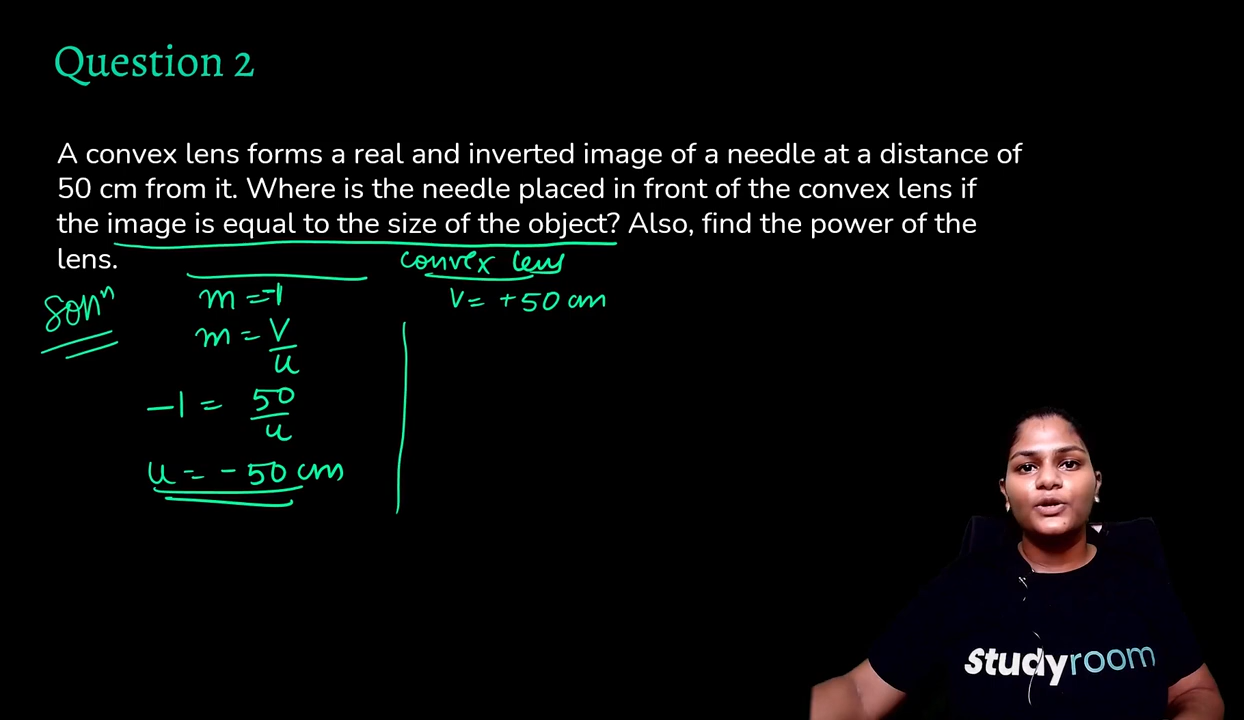 Question 2
A convex lens forms a real and inverted image of a needle at a distance of
50 cm from it. Where is the needle placed in front of the convex lens if
the image is equal to the size of the object? Also, find the power of the
lens.
convex lens
Solⁿ
m = -1
V = +50 cm
m = V/u
-1 = 50/u
u = -50 cm
Studyroom